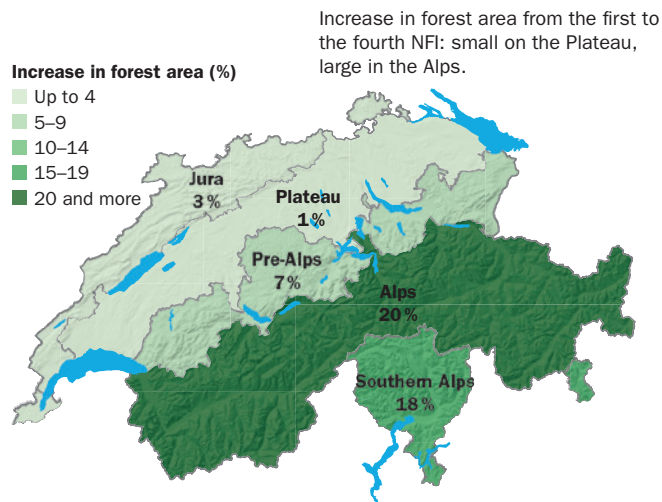 Increase in forest area from the first to
the fourth NFI: small on the Plateau,
large in the Alps.
Increase in forest area (%)
Up to 4
5–9
10–14
15–19
20 and more
Jura
3 %
Plateau
1 %
Pre-Alps
7 %
Alps
20 %
Southern Alps
18 %